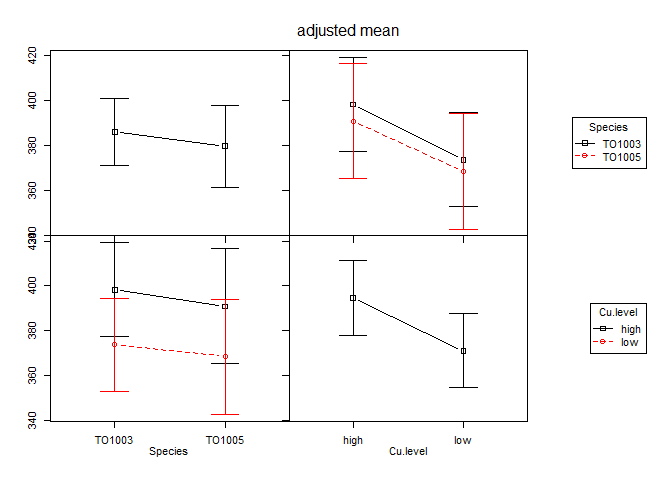 adjusted mean
420
400
380
360
340
Species
TO1003
TO1005
400
380
360
340
Cu.level
high
low
TO1003
TO1005
high
low
Species
Cu.level